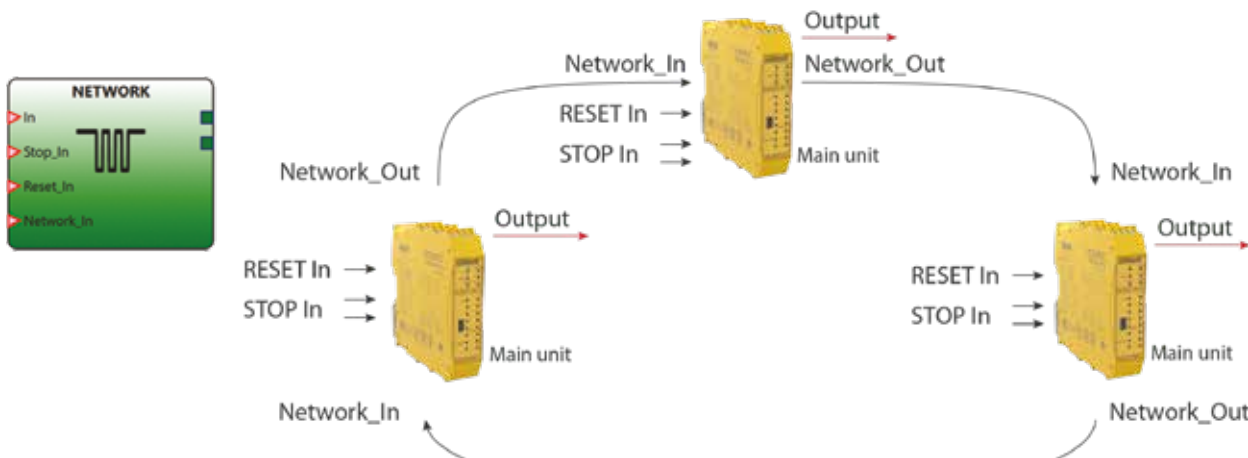 NETWORK
In
Stop_In
Reset_In
Network_In
Output
Network_In
Network_Out
RESET In
STOP In
Main unit
Network_Out
Network_In
Output
RESET In
STOP In
Main unit
Network_In
Output
RESET In
STOP In
Main unit
Network_Out